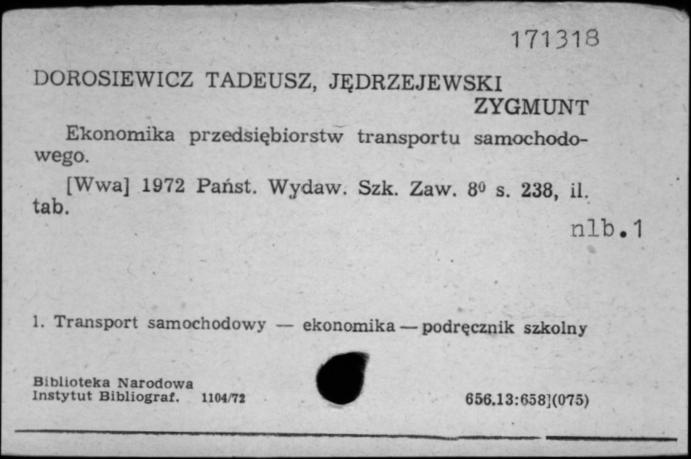 171318
DOROSIEWICZ TADEUSZ, JĘDRZEJEWSKI
ZYGMUNT
Ekonomika przedsiębiorstw transportu samochodo-
wego.
[Wwa] 1972 Państ. Wydaw. Szk. Zaw. 8⁰ s. 238, il.
tab.
nlb.1
1. Transport samochodowy — ekonomika — podręcznik szkolny
Biblioteka Narodowa
Instytut Bibliograf. 1104/72
656.13:658](075)